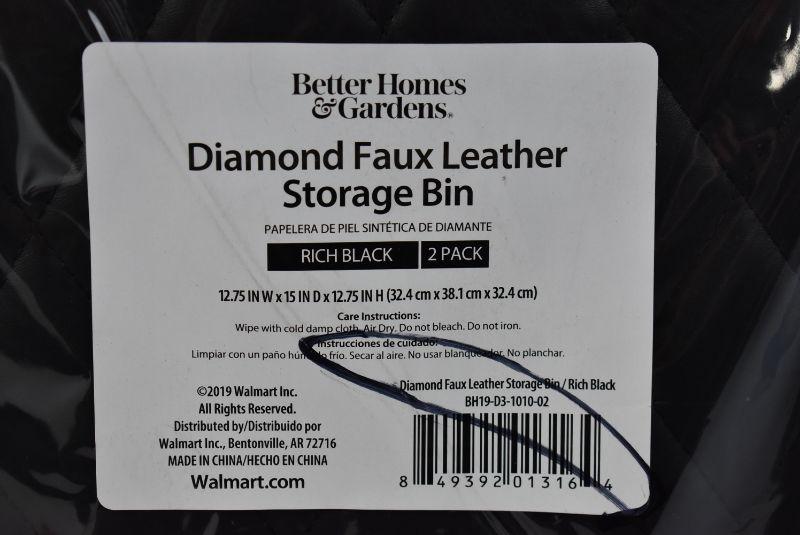 Better Homes
& Gardens®
Diamond Faux Leather
Storage Bin
PAPELERA DE PIEL SINTÉTICA DE DIAMANTE
RICH BLACK 2 PACK
12.75 IN W x 15 IN D x 12.75 IN H (32.4 cm x 38.1 cm x 32.4 cm)
Care Instructions:
Wipe with cold damp cloth. Air Dry. Do not bleach. Do not iron.
Instrucciones de cuidado:
Limpiar con un paño húmedo frío. Secar al aire. No usar blanqueador. No planchar.
©2019 Walmart Inc.
All Rights Reserved.
Distributed by/Distribuido por
Walmart Inc., Bentonville, AR 72716
MADE IN CHINA/HECHO EN CHINA
Walmart.com
Diamond Faux Leather Storage Bin / Rich Black
BH19-D3-1010-02
8 49392 01316 4